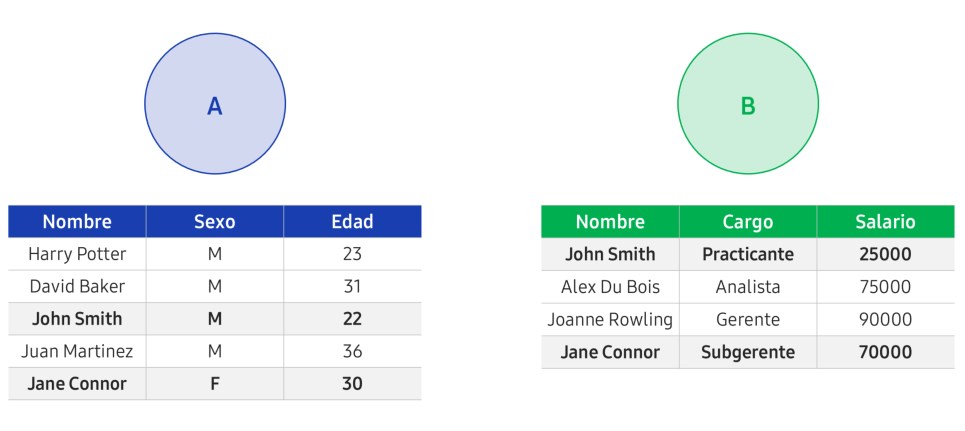 A
Nombre Sexo Edad
Harry Potter M 23
David Baker M 31
John Smith M 22
Juan Martinez M 36
Jane Connor F 30
B
Nombre Cargo Salario
John Smith Practicante 25000
Alex Du Bois Analista 75000
Joanne Rowling Gerente 90000
Jane Connor Subgerente 70000